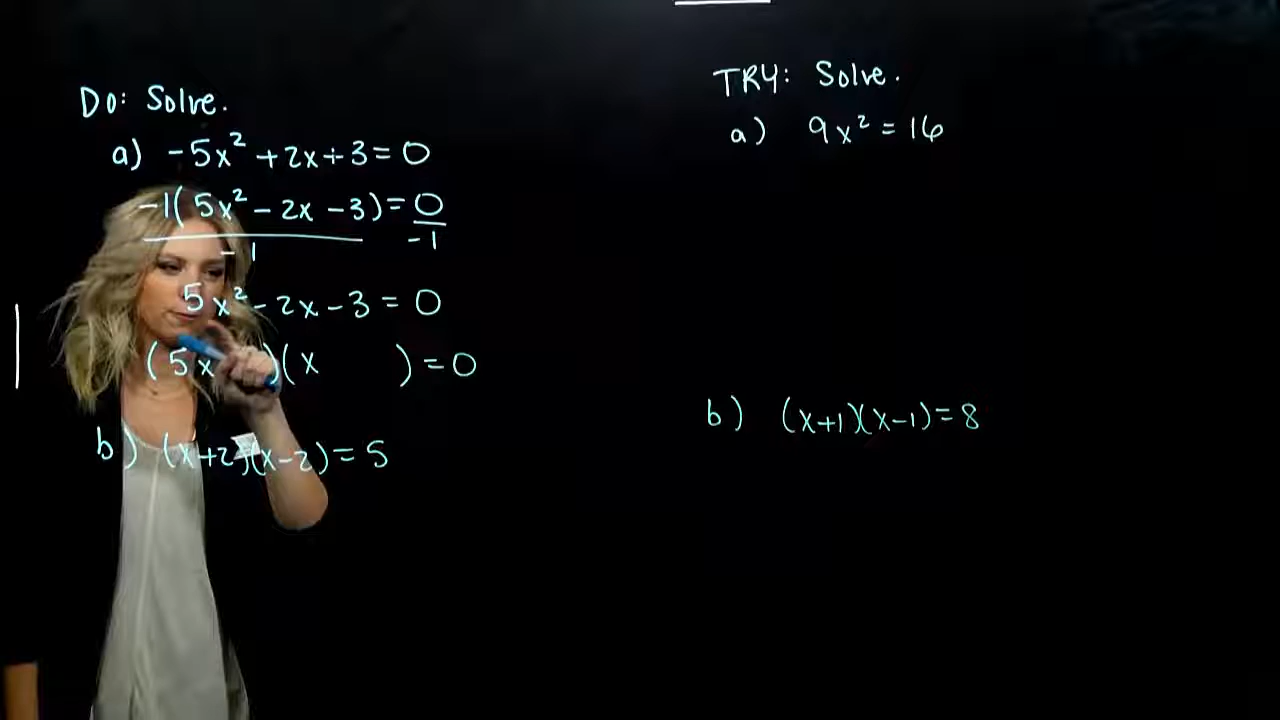 DO: Solve.
a) -5x² + 2x + 3 = 0
-1(5x² - 2x - 3) = 0
-1 -1
5x² - 2x - 3 = 0
(5x )(x ) = 0
b) (x+2)(x-2) = 5
TRY: Solve.
a) 9x² = 16
b) (x+1)(x-1) = 8